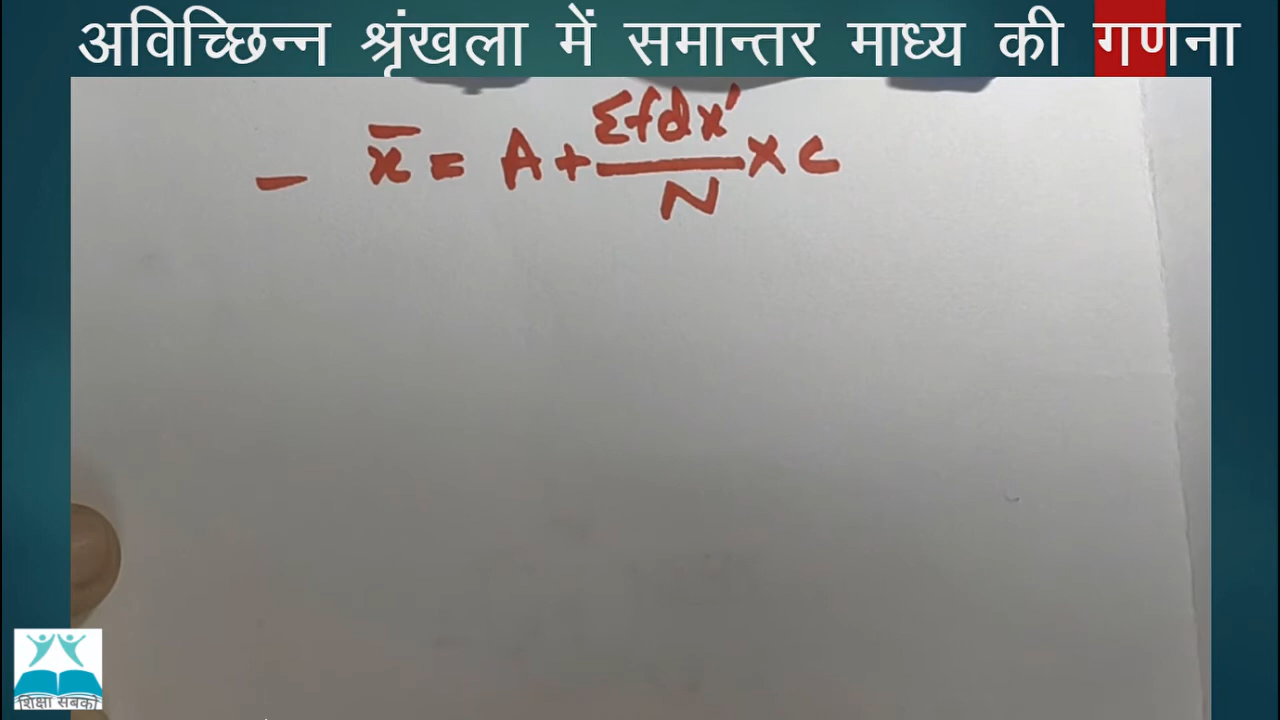 अविच्छिन्न श्रृंखला में समान्तर माध्य की गणना
– x̄ = A + Σfdx′/N × C
शिक्षा सबको